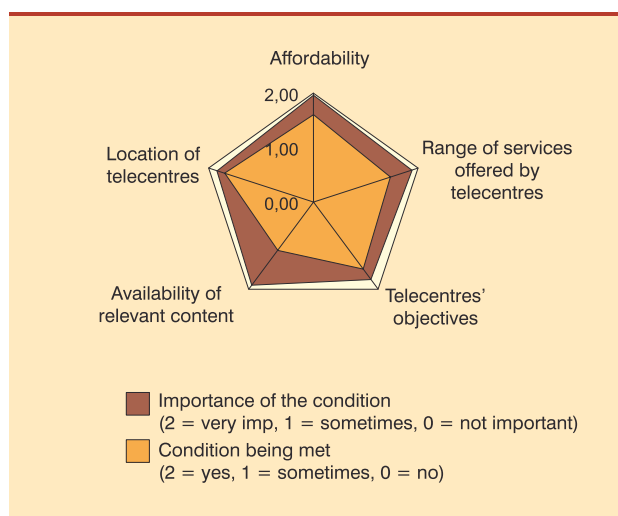 Affordability
2,00
1,00
0,00
Range of services
offered by
telecentres
Location of
telecentres
Availability of
relevant content
Telecentres’
objectives
Importance of the condition
(2 = very imp, 1 = sometimes, 0 = not important)
Condition being met
(2 = yes, 1 = sometimes, 0 = no)